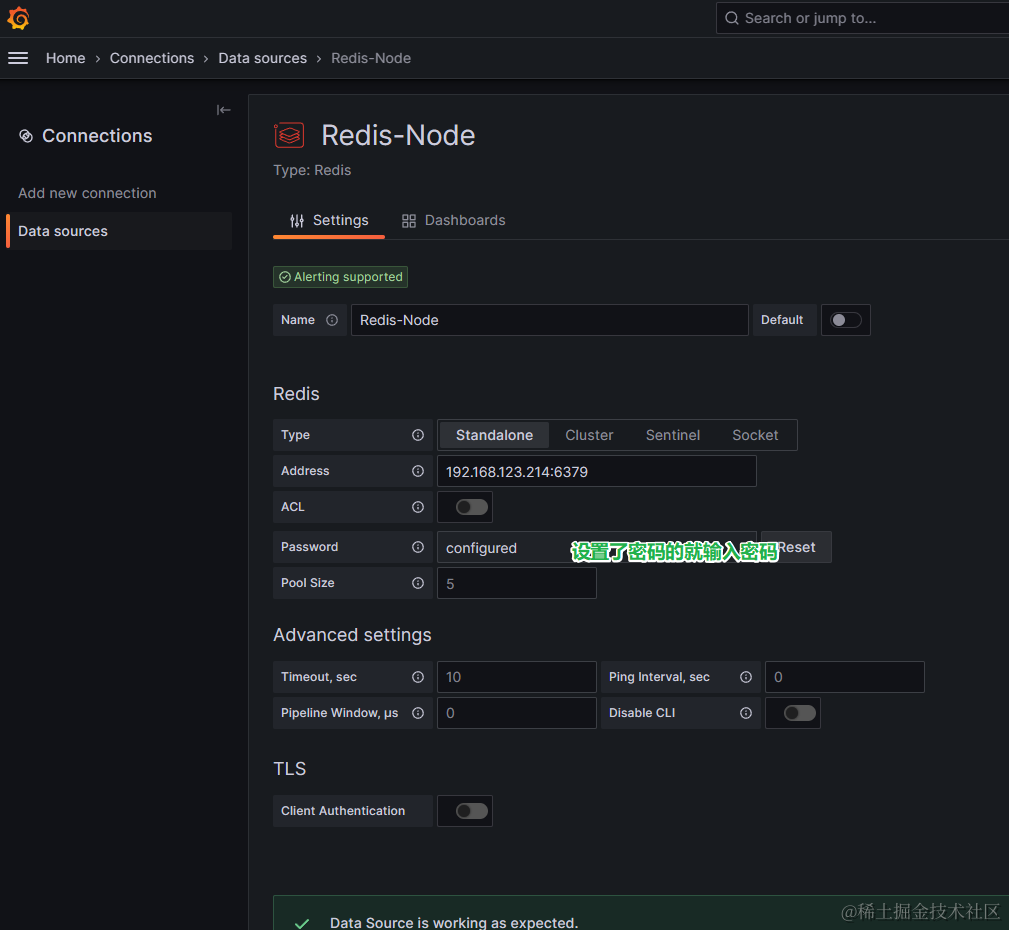 Search or jump to...
Home › Connections › Data sources › Redis-Node
Connections
Add new connection
Data sources
Redis-Node
Type: Redis
Settings Dashboards
Alerting supported
Name Redis-Node Default
Redis
Type Standalone Cluster Sentinel Socket
Address 192.168.123.214:6379
ACL
Password configured 设置了密码的就输入密码 Reset
Pool Size 5
Advanced settings
Timeout, sec 10 Ping Interval, sec 0
Pipeline Window, μs 0 Disable CLI
TLS
Client Authentication
Data Source is working as expected.
@稀土掘金技术社区